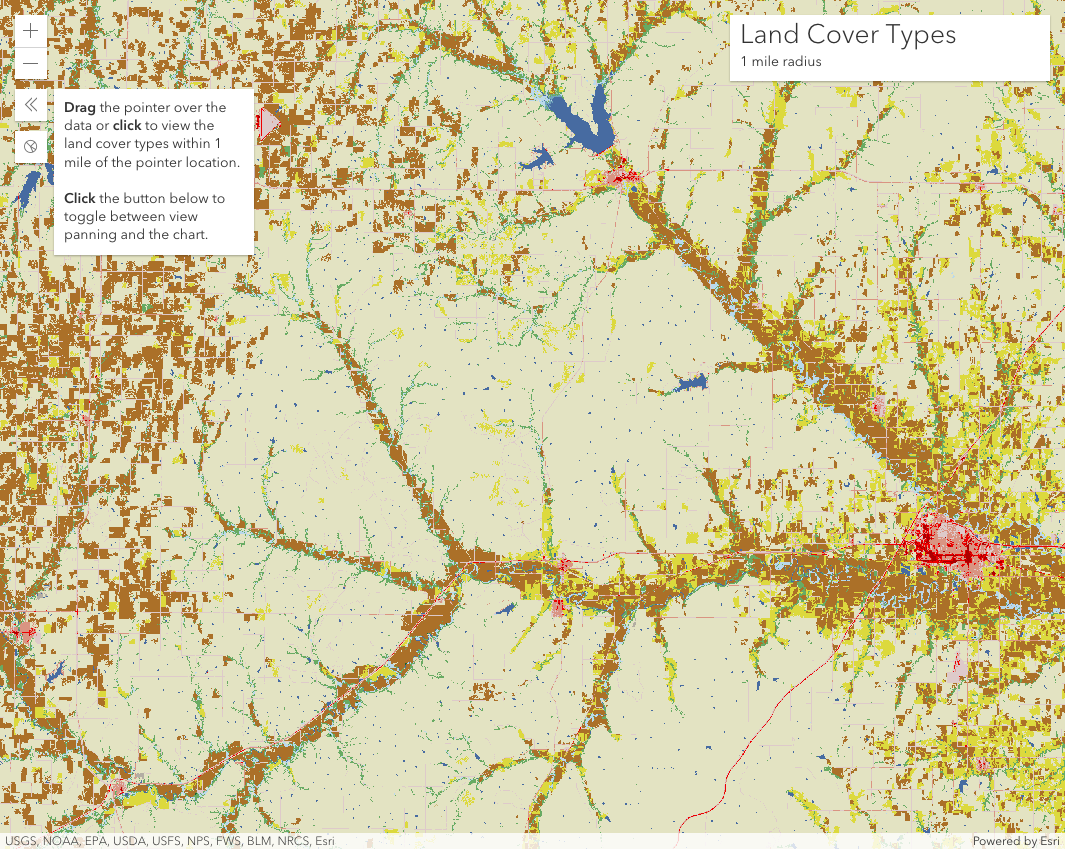 Land Cover Types
1 mile radius
Drag the pointer over the
data or click to view the
land cover types within 1
mile of the pointer location.
Click the button below to
toggle between view
panning and the chart.
USGS, NOAA, EPA, USDA, USFS, NPS, FWS, BLM, NRCS, Esri
Powered by Esri